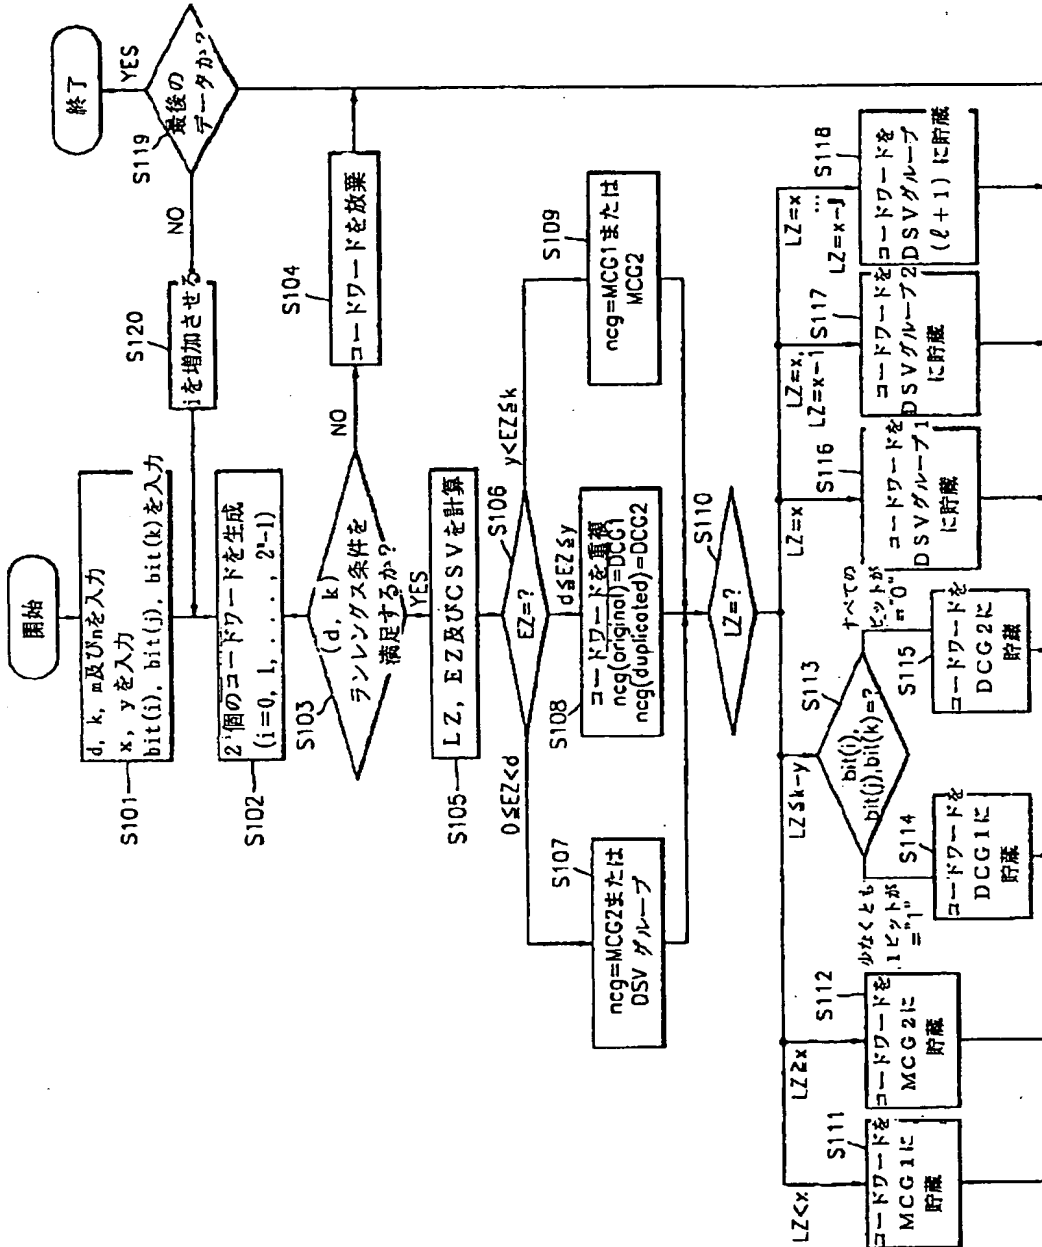 開始
d, k, m及びnを入力
x, y を入力
bit(i), bit(j), bit(k)を入力
S101
2ⁱ個のコードワードを生成
(i=0, 1, ..., 2ⁱ-1)
S102
(d, k)
ランレングス条件を
満足するか?
S103
NO
YES
コードワードを放棄
S104
LZ, EZ及びCSVを計算
S105
EZ=?
S106
0≦EZ<d
d≦EZ≦y
y<EZ≦k
ncg=MCG2または
DSV グループ
S107
コードワードを重複
ncg(original)=DCG1
ncg(duplicated)=DCG2
S108
ncg=MCG1または
MCG2
S109
LZ=?
S110
LZ<x
コードワードを
MCG1に
貯蔵
S111
LZ≧x
コードワードを
MCG2に
貯蔵
S112
LZ≦k-y
bit(i),
bit(j),bit(k)=?
S113
少なくとも
1ビットが
="1"
コードワードを
DCG1に
貯蔵
S114
すべての
ビットが
="0"
コードワードを
DCG2に
貯蔵
S115
LZ=x
コードワードを
DSVグループ1
に貯蔵
S116
LZ=x,
LZ=x-1
コードワードを
DSVグループ2
に貯蔵
S117
LZ=x
...
コードワードを
DSVグループ
(ℓ+1)に貯蔵
S118
最後の
データか?
S119
YES
NO
終了
iを増加させる
S120